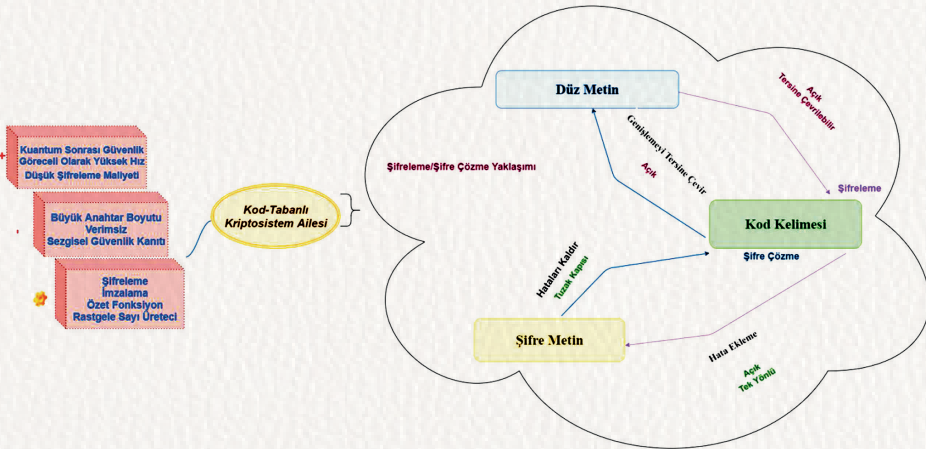 +
Kuantum Sonrası Güvenlik
Göreceli Olarak Yüksek Hız
Düşük Şifreleme Maliyeti
Büyük Anahtar Boyutu
Verimsiz
Sezgisel Güvenlik Kanıtı
Şifreleme
İmzalama
Özet Fonksiyon
Rastgele Sayı Üreteci
Kod-Tabanlı
Kriptosistem Ailesi
Şifreleme/Şifre Çözme Yaklaşımı
Düz Metin
Açık
Tersine Çevrilebilir
Genişlemeyi Tersine Çevir
Açık
Şifreleme
Kod Kelimesi
Şifre Çözme
Hataları Kaldır
Tuzak Kapısı
Şifre Metin
Hata Ekleme
Açık
Tek Yönlü